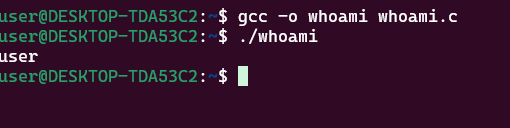 user@DESKTOP-TDA53C2:~$ gcc -o whoami whoami.c
user@DESKTOP-TDA53C2:~$ ./whoami
user
user@DESKTOP-TDA53C2:~$